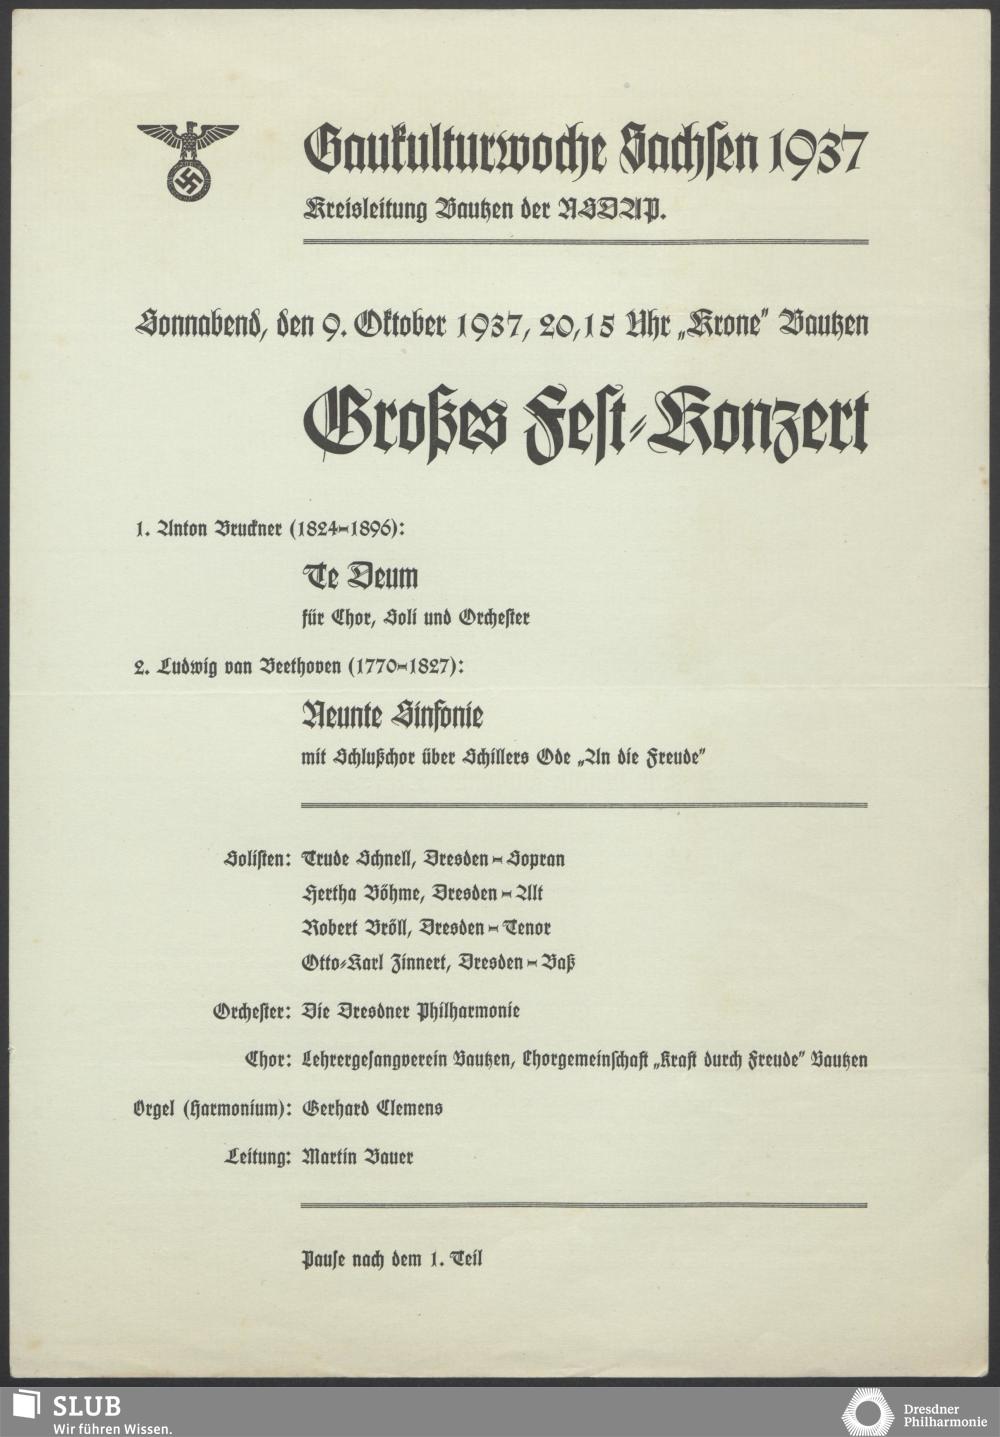 Gaukulturwoche Sachsen 1937
Kreisleitung Bautzen der NSDAP.
Sonnabend, den 9. Oktober 1937, 20,15 Uhr „Krone” Bautzen
Großes Fest-Konzert
1. Anton Bruckner (1824-1896):
Te Deum
für Chor, Soli und Orchester
2. Ludwig van Beethoven (1770-1827):
Neunte Sinfonie
mit Schlußchor über Schillers Ode „An die Freude”
Solisten: Trude Schnell, Dresden - Sopran
Hertha Böhme, Dresden - Alt
Robert Bröll, Dresden - Tenor
Otto-Karl Zinnert, Dresden - Baß
Orchester: Die Dresdner Philharmonie
Chor: Lehrergesangverein Bautzen, Chorgemeinschaft „Kraft durch Freude” Bautzen
Orgel (Harmonium): Gerhard Clemens
Leitung: Martin Bauer
Pause nach dem 1. Teil
SLUB
Wir führen Wissen.
Dresdner
Philharmonie